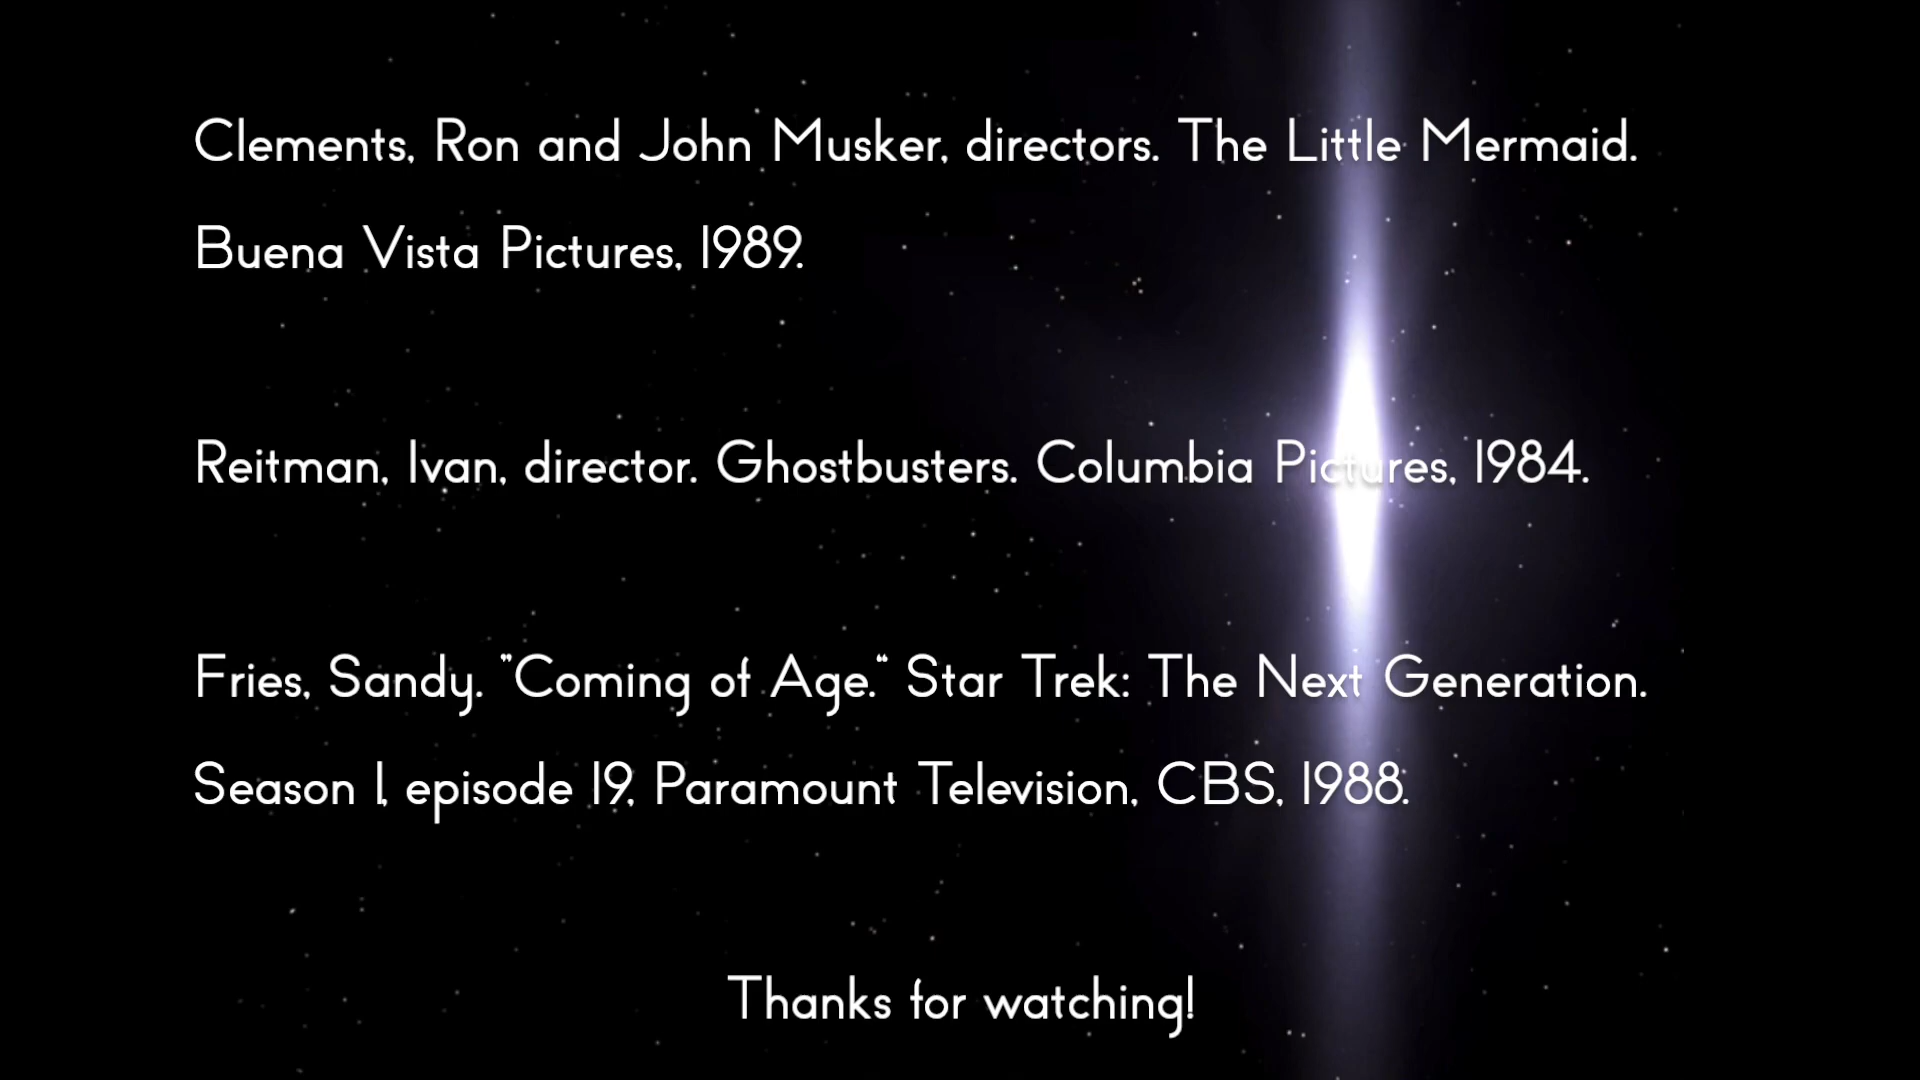 Clements, Ron and John Musker, directors. The Little Mermaid.
Buena Vista Pictures, 1989.
Reitman, Ivan, director. Ghostbusters. Columbia Pictures, 1984.
Fries, Sandy. "Coming of Age." Star Trek: The Next Generation.
Season 1, episode 19, Paramount Television, CBS, 1988.
Thanks for watching!